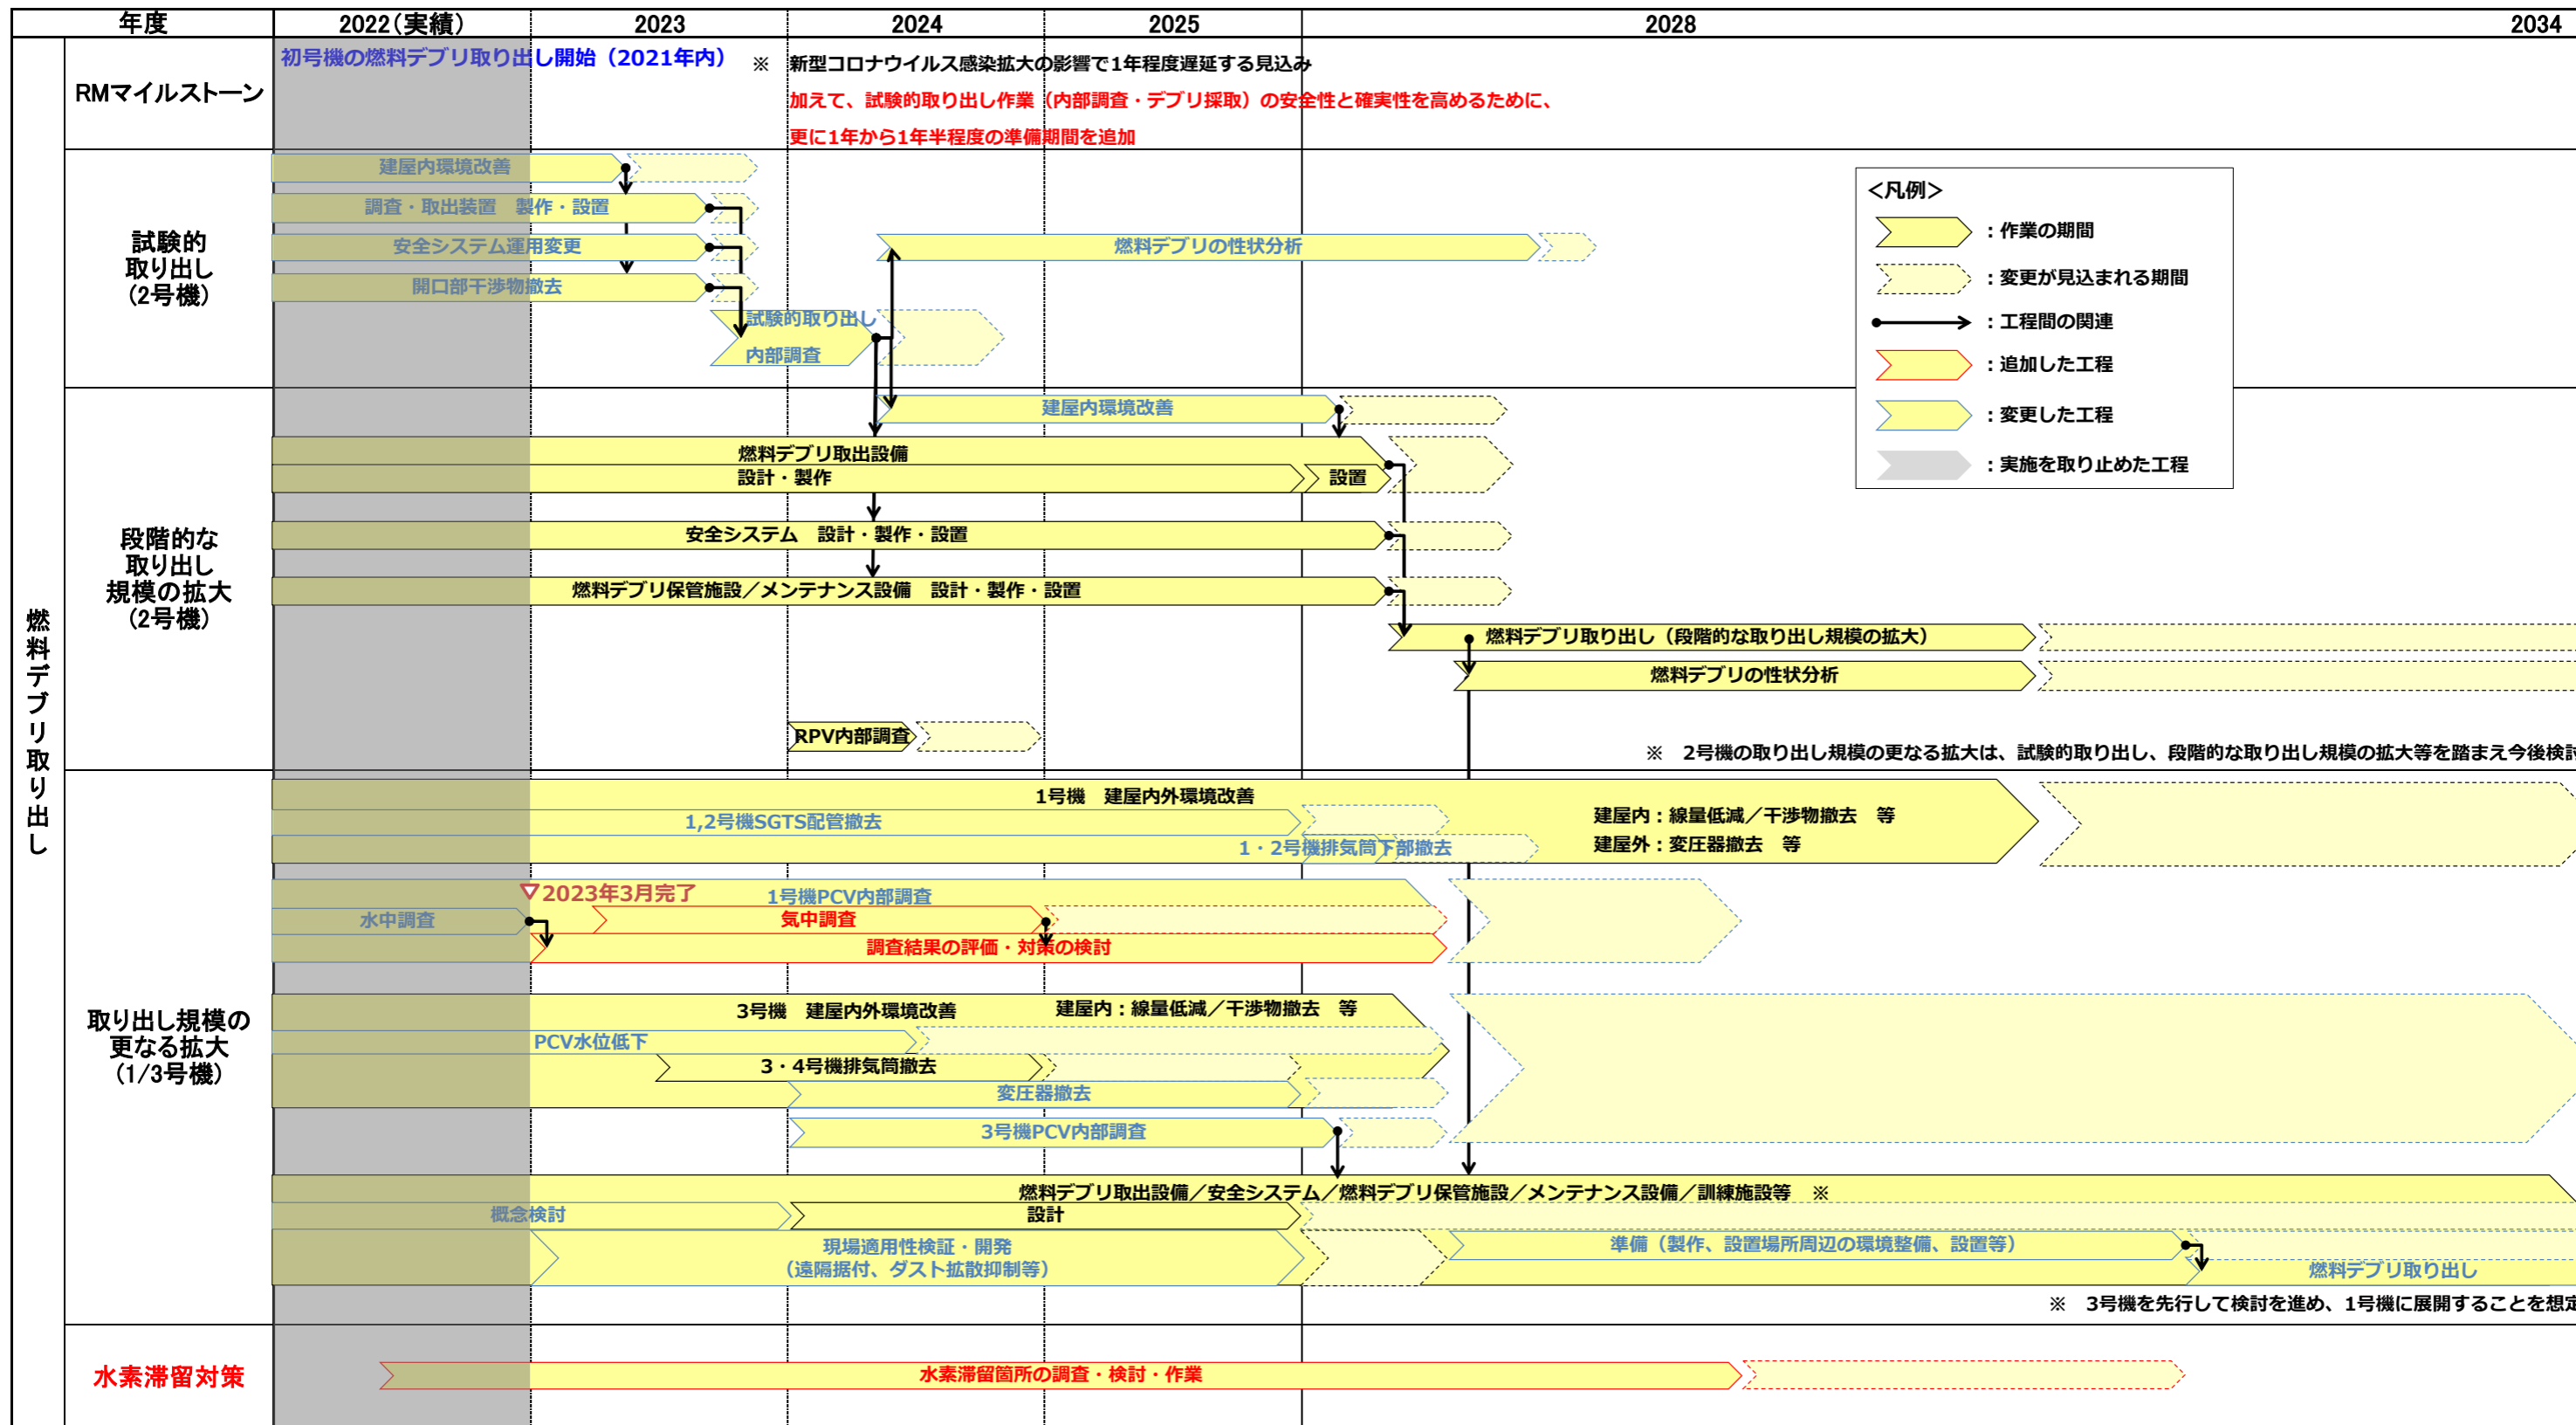 年度
2022(実績)
2023
2024
2025
2028
2034
燃料デブリ取り出し
RMマイルストーン
初号機の燃料デブリ取り出し開始（2021年内）
※　新型コロナウイルス感染拡大の影響で1年程度遅延する見込み
加えて、試験的取り出し作業（内部調査・デブリ採取）の安全性と確実性を高めるために、
更に1年から1年半程度の準備期間を追加
試験的
取り出し
(2号機)
建屋内環境改善
調査・取出装置　製作・設置
安全システム運用変更
燃料デブリの性状分析
開口部干渉物撤去
試験的取り出し
内部調査
＜凡例＞
：作業の期間
：変更が見込まれる期間
：工程間の関連
：追加した工程
：変更した工程
：実施を取り止めた工程
段階的な
取り出し
規模の拡大
(2号機)
建屋内環境改善
燃料デブリ取出設備
設計・製作
設置
安全システム　設計・製作・設置
燃料デブリ保管施設／メンテナンス設備　設計・製作・設置
燃料デブリ取り出し（段階的な取り出し規模の拡大）
燃料デブリの性状分析
RPV内部調査
※　2号機の取り出し規模の更なる拡大は、試験的取り出し、段階的な取り出し規模の拡大等を踏まえ今後検討
取り出し規模の
更なる拡大
(1/3号機)
1号機　建屋内外環境改善
建屋内：線量低減／干渉物撤去　等
1,2号機SGTS配管撤去
建屋外：変圧器撤去　等
1・2号機排気筒下部撤去
2023年3月完了
1号機PCV内部調査
水中調査
気中調査
調査結果の評価・対策の検討
3号機　建屋内外環境改善
建屋内：線量低減／干渉物撤去　等
PCV水位低下
3・4号機排気筒撤去
変圧器撤去
3号機PCV内部調査
燃料デブリ取出設備／安全システム／燃料デブリ保管施設／メンテナンス設備／訓練施設等　※
概念検討
設計
現場適用性検証・開発
（遠隔据付、ダスト拡散抑制等）
準備（製作、設置場所周辺の環境整備、設置等）
燃料デブリ取り出し
※　3号機を先行して検討を進め、1号機に展開することを想定
水素滞留対策
水素滞留箇所の調査・検討・作業